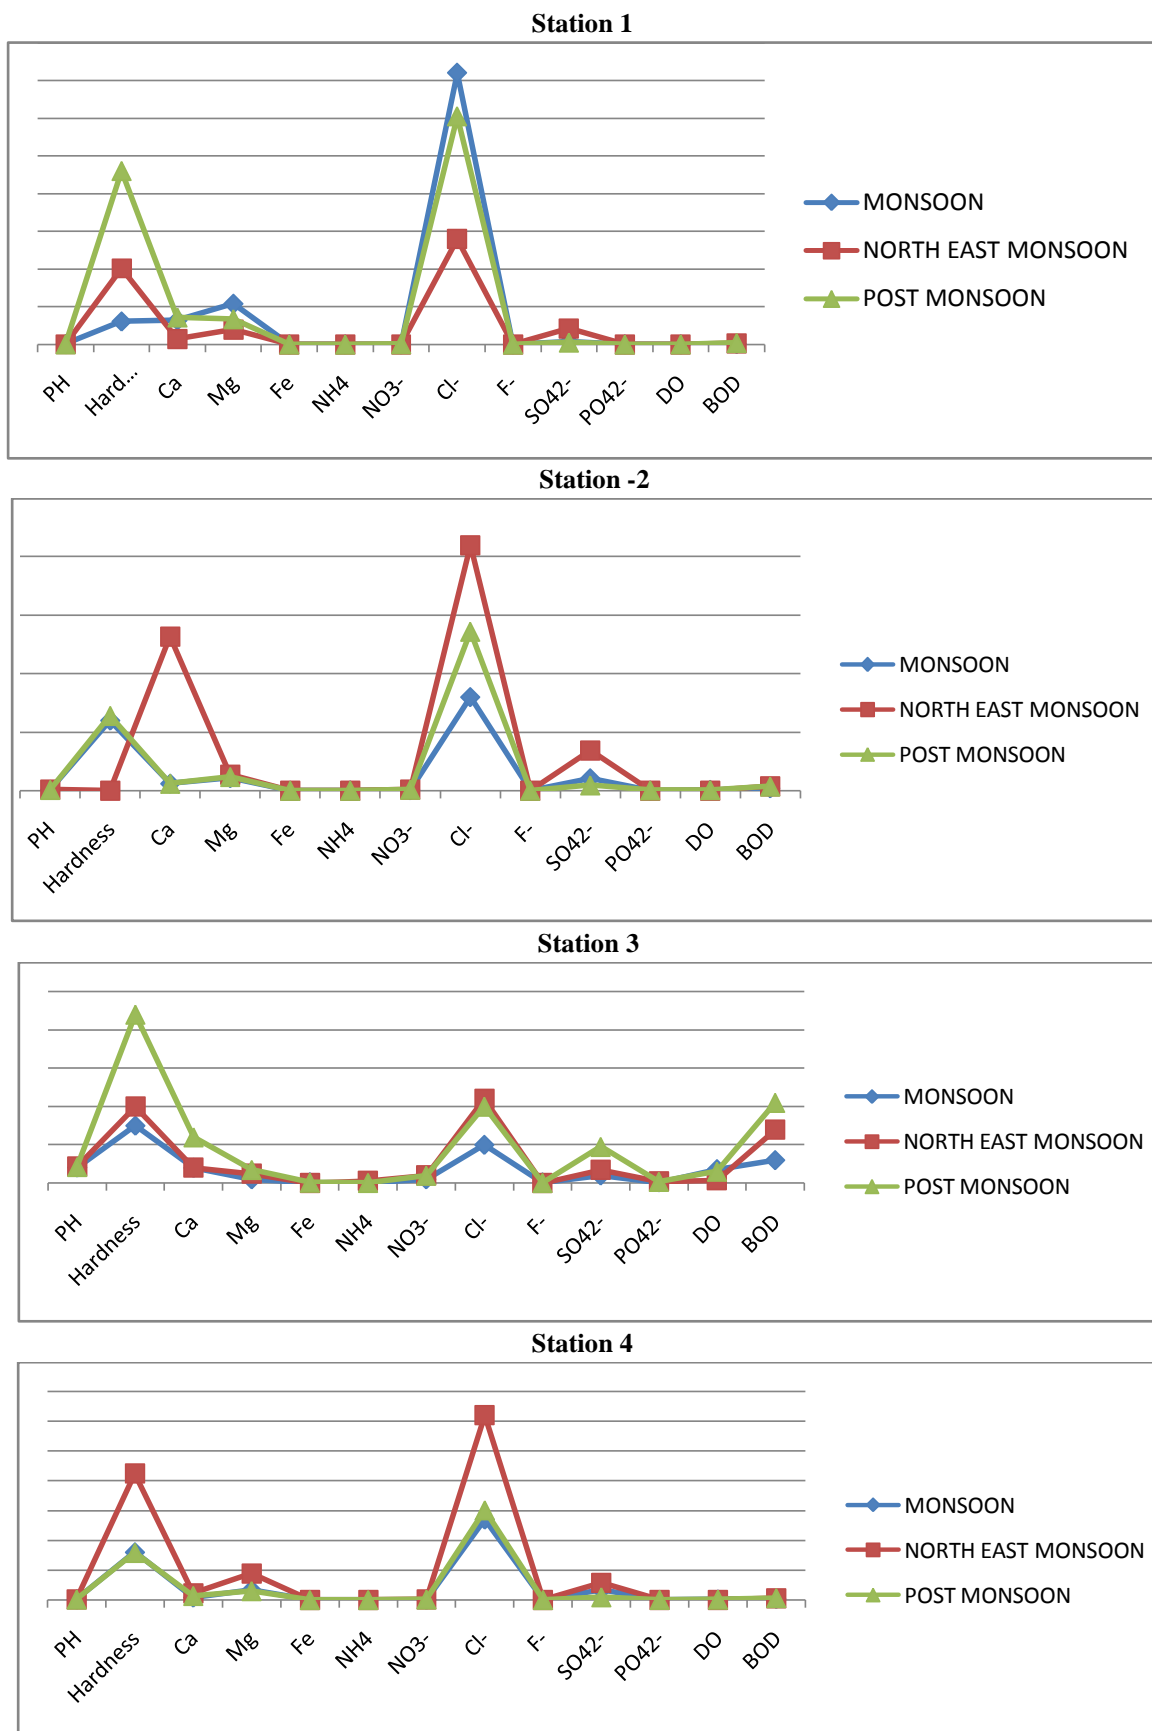 Station 1
MONSOON
NORTH EAST MONSOON
POST MONSOON
PH
Hard...
Ca
Mg
Fe
NH4
NO3-
Cl-
F-
SO42-
PO42-
DO
BOD
Station -2
MONSOON
NORTH EAST MONSOON
POST MONSOON
PH
Hardness
Ca
Mg
Fe
NH4
NO3-
Cl-
F-
SO42-
PO42-
DO
BOD
Station 3
MONSOON
NORTH EAST MONSOON
POST MONSOON
PH
Hardness
Ca
Mg
Fe
NH4
NO3-
Cl-
F-
SO42-
PO42-
DO
BOD
Station 4
MONSOON
NORTH EAST MONSOON
POST MONSOON
PH
Hardness
Ca
Mg
Fe
NH4
NO3-
Cl-
F-
SO42-
PO42-
DO
BOD